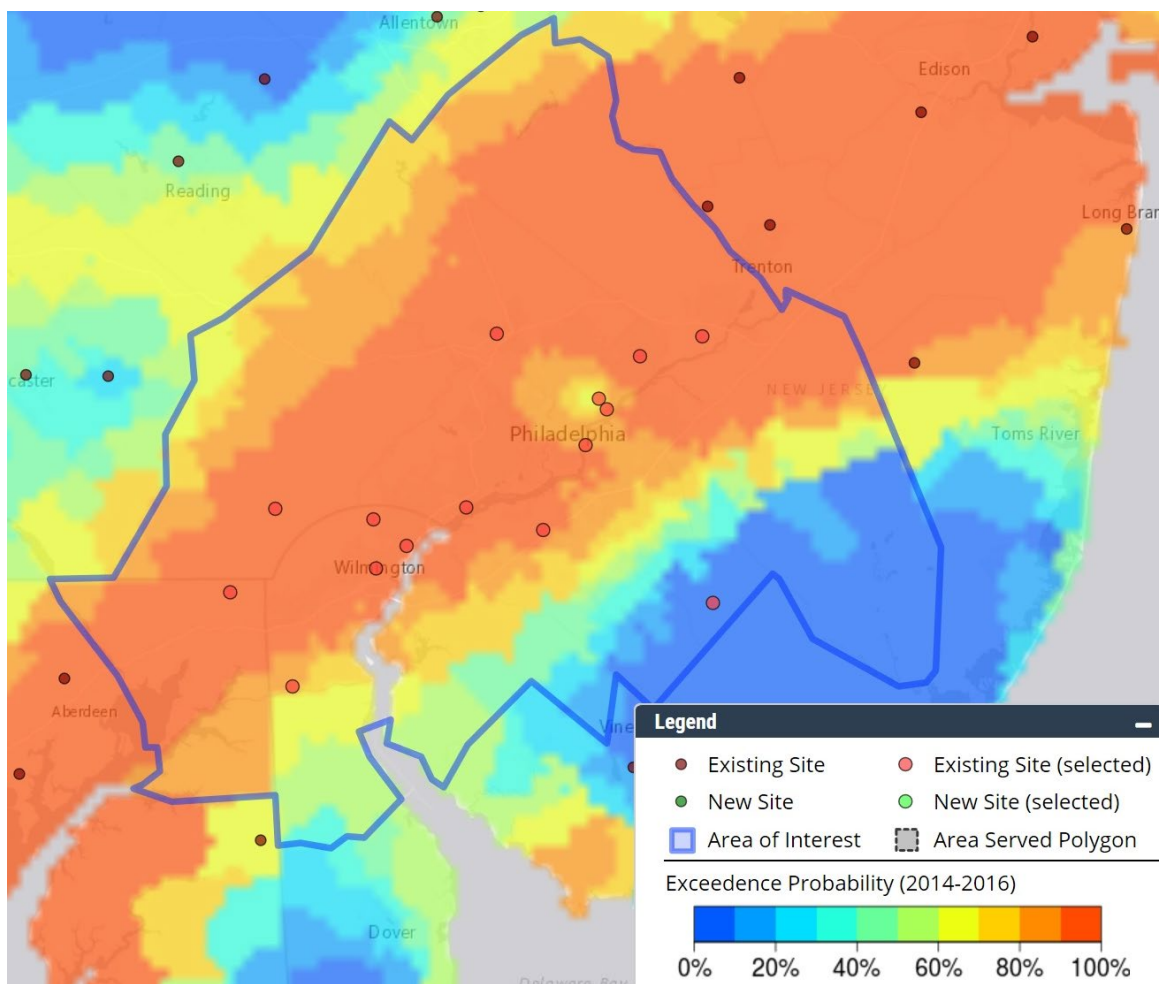 Allentown
Edison
Reading
Long Bran
Trenton
caster
NEW JERSEY
Philadelphia
Toms River
Wilmington
Aberdeen
Vine
Dover
Delaware Bay
Legend
Existing Site
Existing Site (selected)
New Site
New Site (selected)
Area of Interest
Area Served Polygon
Exceedence Probability (2014-2016)
0% 20% 40% 60% 80% 100%